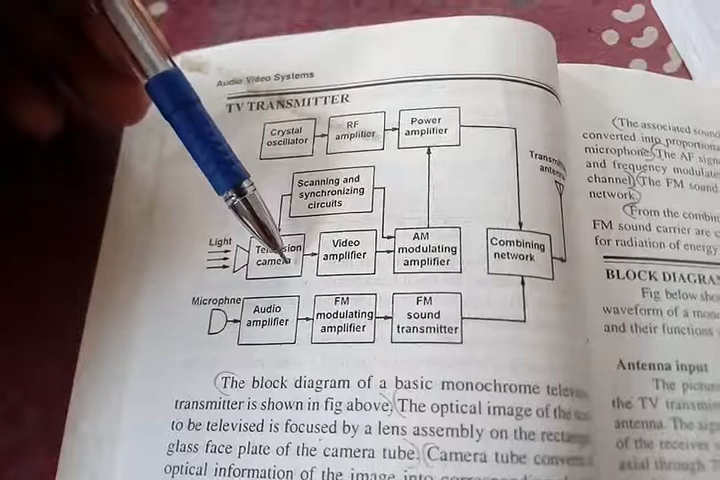 Audio Video Systems
TV TRANSMITTER
Crystal
oscillator
RF
amplifier
Power
amplifier
Scanning and
synchronizing
circuits
Light
camera
Video
amplifier
AM
modulating
amplifier
Combining
network
Microphne
Audio
amplifier
FM
modulating
amplifier
FM
sound
transmitter
The block diagram of a basic monochrome
transmitter is shown in fig above. The optical image of the
to be televised is focused by a lens assembly on the
glass face plate of the camera tube. Camera tube
optical information of the image into
The associated sound
converted into
microphone. The AF
and frequency
channel. The FM sound
network.
From the
FM sound carrier are
for radiation of energy
BLOCK
Fig below
waveform of a
and their functions
Antenna input
The
the TV
antenna. The
of the receiver
through